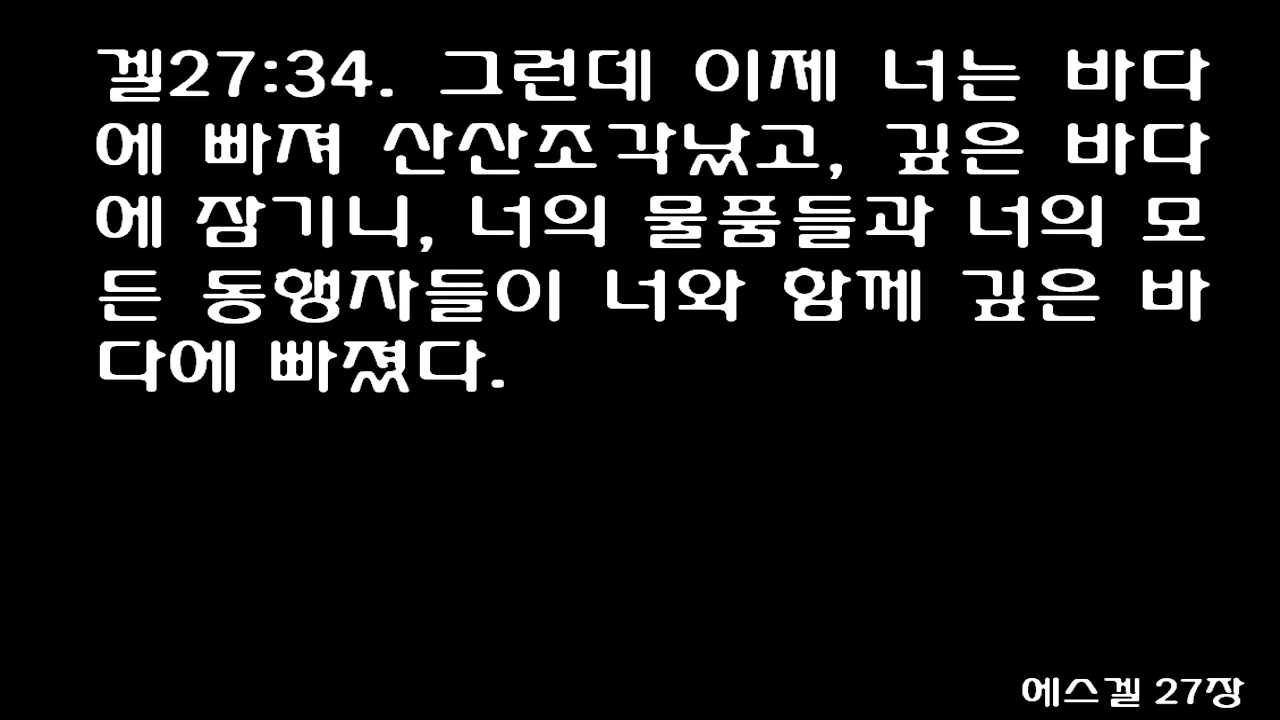 겔27:34. 그런데 이제 너는 바다
에 빠져 산산조각났고, 깊은 바다
에 잠기니, 너의 물품들과 너의 모
든 동행자들이 너와 함께 깊은 바
다에 빠졌다.
에스겔 27장